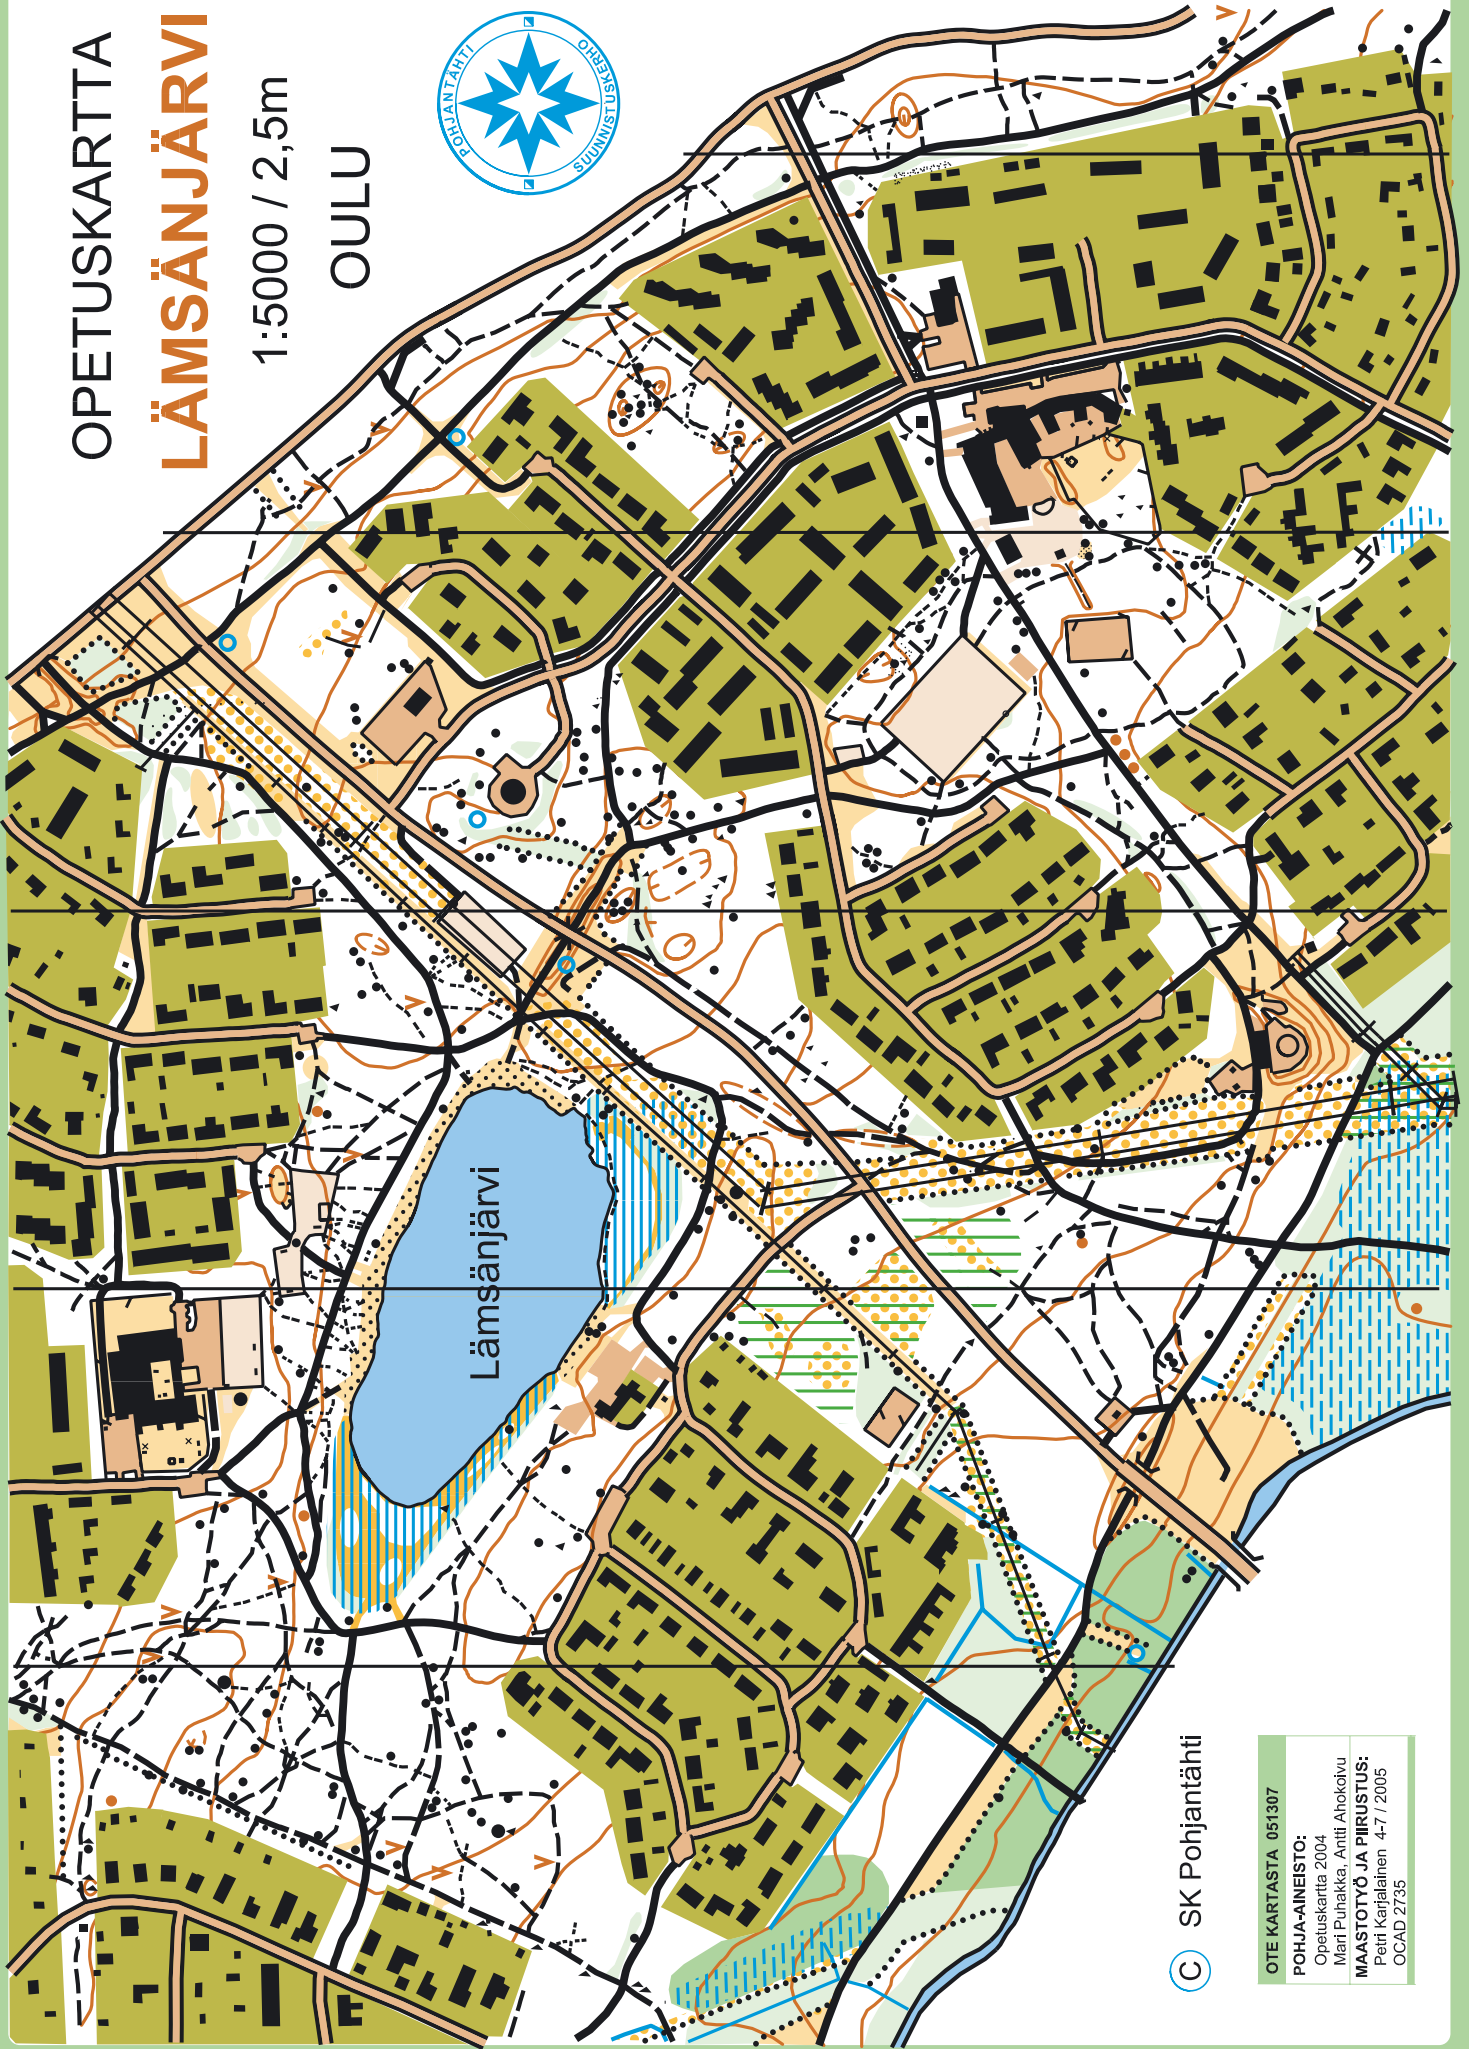 OPETUSKARTTA
LÄMSÄNJÄRVI
1:5000 / 2,5m
OULU
POHJANTÄHTI
SUUNNISTUSKERHO
Lämsänjärvi
C SK Pohjantähti
OTE KARTASTA 051307
POHJA-AINEISTO:
Opetuskartta 2004
Mari Puhakka, Antti Ahokoivu
MAASTOTYÖ JA PIIRUSTUS:
Petri Karjalainen 4-7 / 2005
OCAD 2735